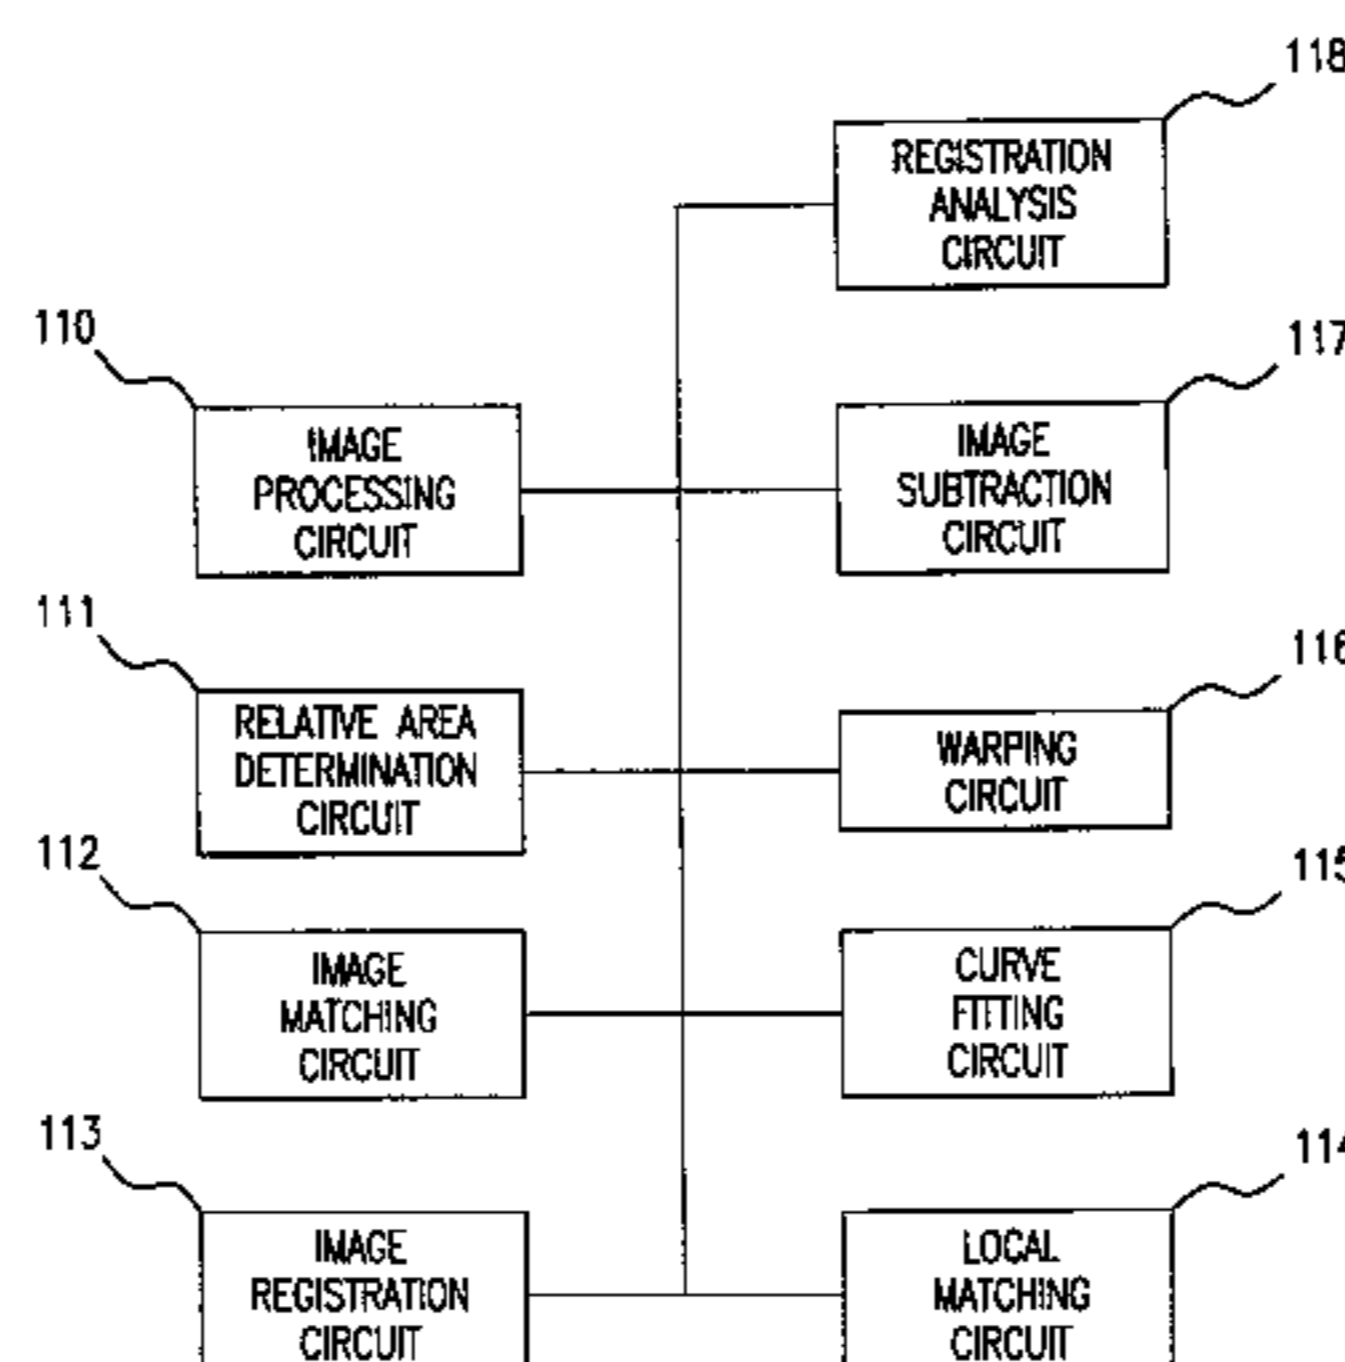 118
REGISTRATION
ANALYSIS
CIRCUIT
110
IMAGE
PROCESSING
CIRCUIT
117
IMAGE
SUBTRACTION
CIRCUIT
111
RELATIVE AREA
DETERMINATION
CIRCUIT
116
WARPING
CIRCUIT
112
IMAGE
MATCHING
CIRCUIT
115
CURVE
FITTING
CIRCUIT
113
IMAGE
REGISTRATION
CIRCUIT
114
LOCAL
MATCHING
CIRCUIT